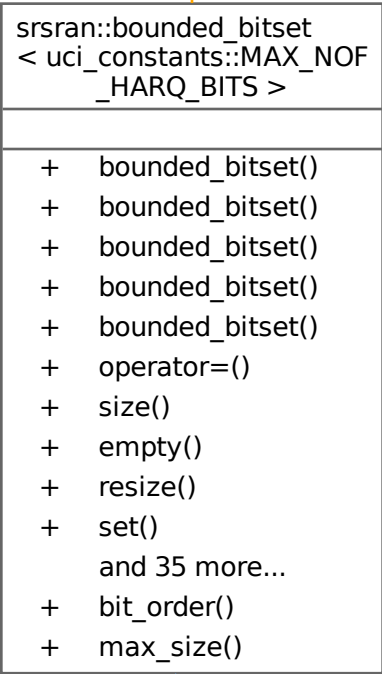 srsran::bounded_bitset
< uci_constants::MAX_NOF
_HARQ_BITS >
+ bounded_bitset()
+ bounded_bitset()
+ bounded_bitset()
+ bounded_bitset()
+ bounded_bitset()
+ operator=()
+ size()
+ empty()
+ resize()
+ set()
and 35 more...
+ bit_order()
+ max_size()